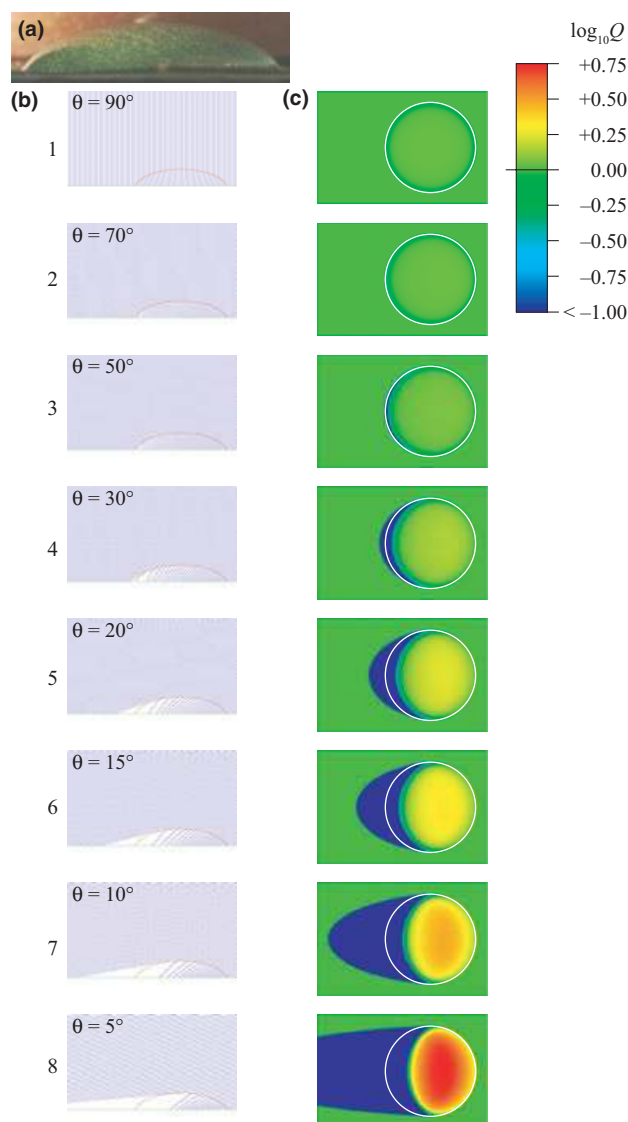 (a)
log₁₀Q
+0.75
+0.50
+0.25
0.00
–0.25
–0.50
–0.75
< –1.00
(b)
(c)
1
θ = 90°
2
θ = 70°
3
θ = 50°
4
θ = 30°
5
θ = 20°
6
θ = 15°
7
θ = 10°
8
θ = 5°